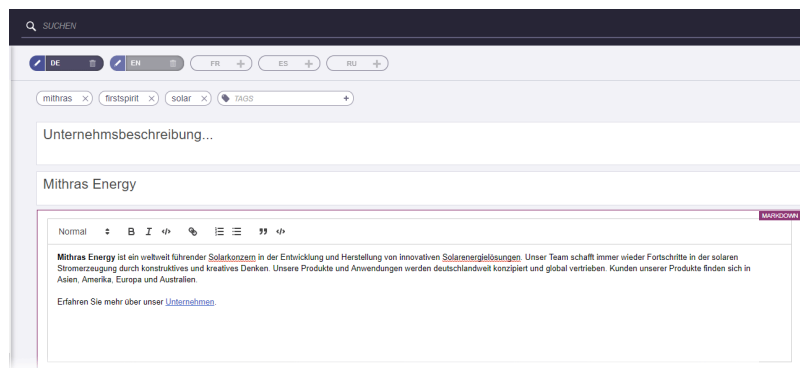 SUCHEN
DE EN FR ES RU
mithras firstspirit solar TAGS
Unternehmsbeschreibung...
Mithras Energy
MARKDOWN
Normal
Mithras Energy ist ein weltweit führender Solarkonzern in der Entwicklung und Herstellung von innovativen Solarenergielösungen. Unser Team schafft immer wieder Fortschritte in der solaren
Stromerzeugung durch konstruktives und kreatives Denken. Unsere Produkte und Anwendungen werden deutschlandweit konzipiert und global vertrieben. Kunden unserer Produkte finden sich in
Asien, Amerika, Europa und Australien.
Erfahren Sie mehr über unser Unternehmen.